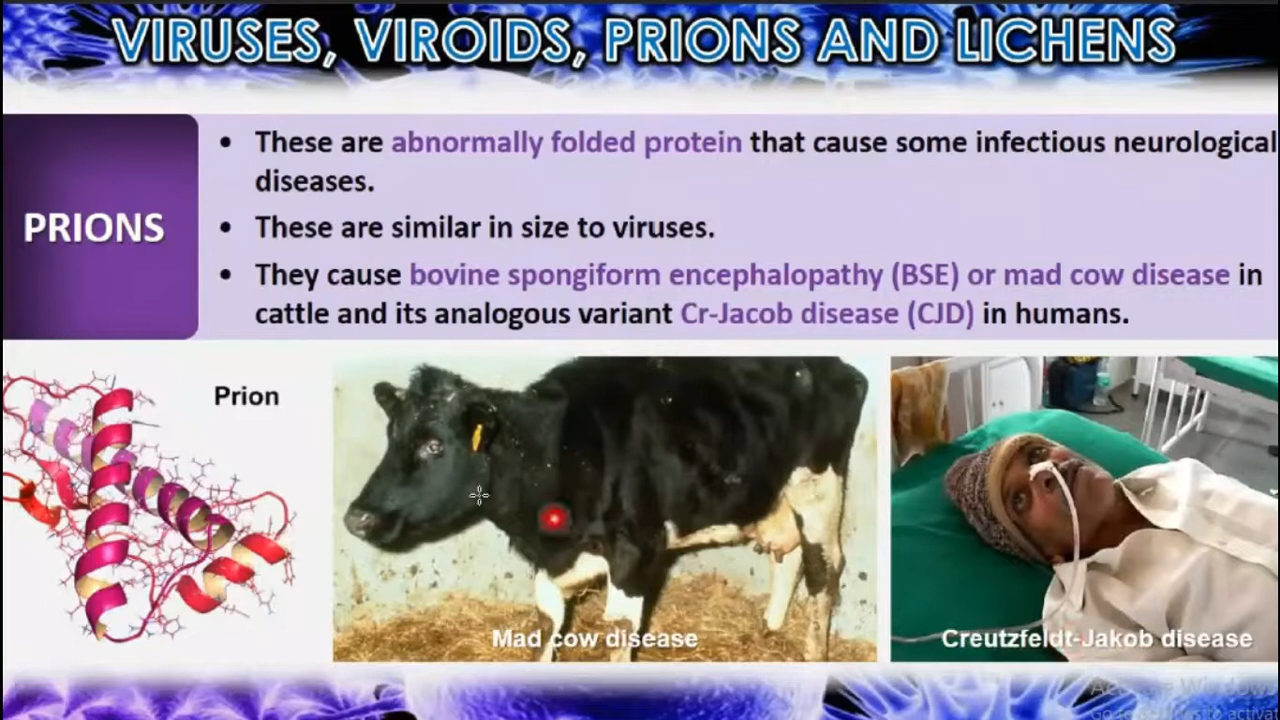 VIRUSES, VIROIDS, PRIONS AND LICHENS
PRIONS
• These are abnormally folded protein that cause some infectious neurological
diseases.
• These are similar in size to viruses.
• They cause bovine spongiform encephalopathy (BSE) or mad cow disease in
cattle and its analogous variant Cr-Jacob disease (CJD) in humans.
Prion
Mad cow disease
Creutzfeldt-Jakob disease